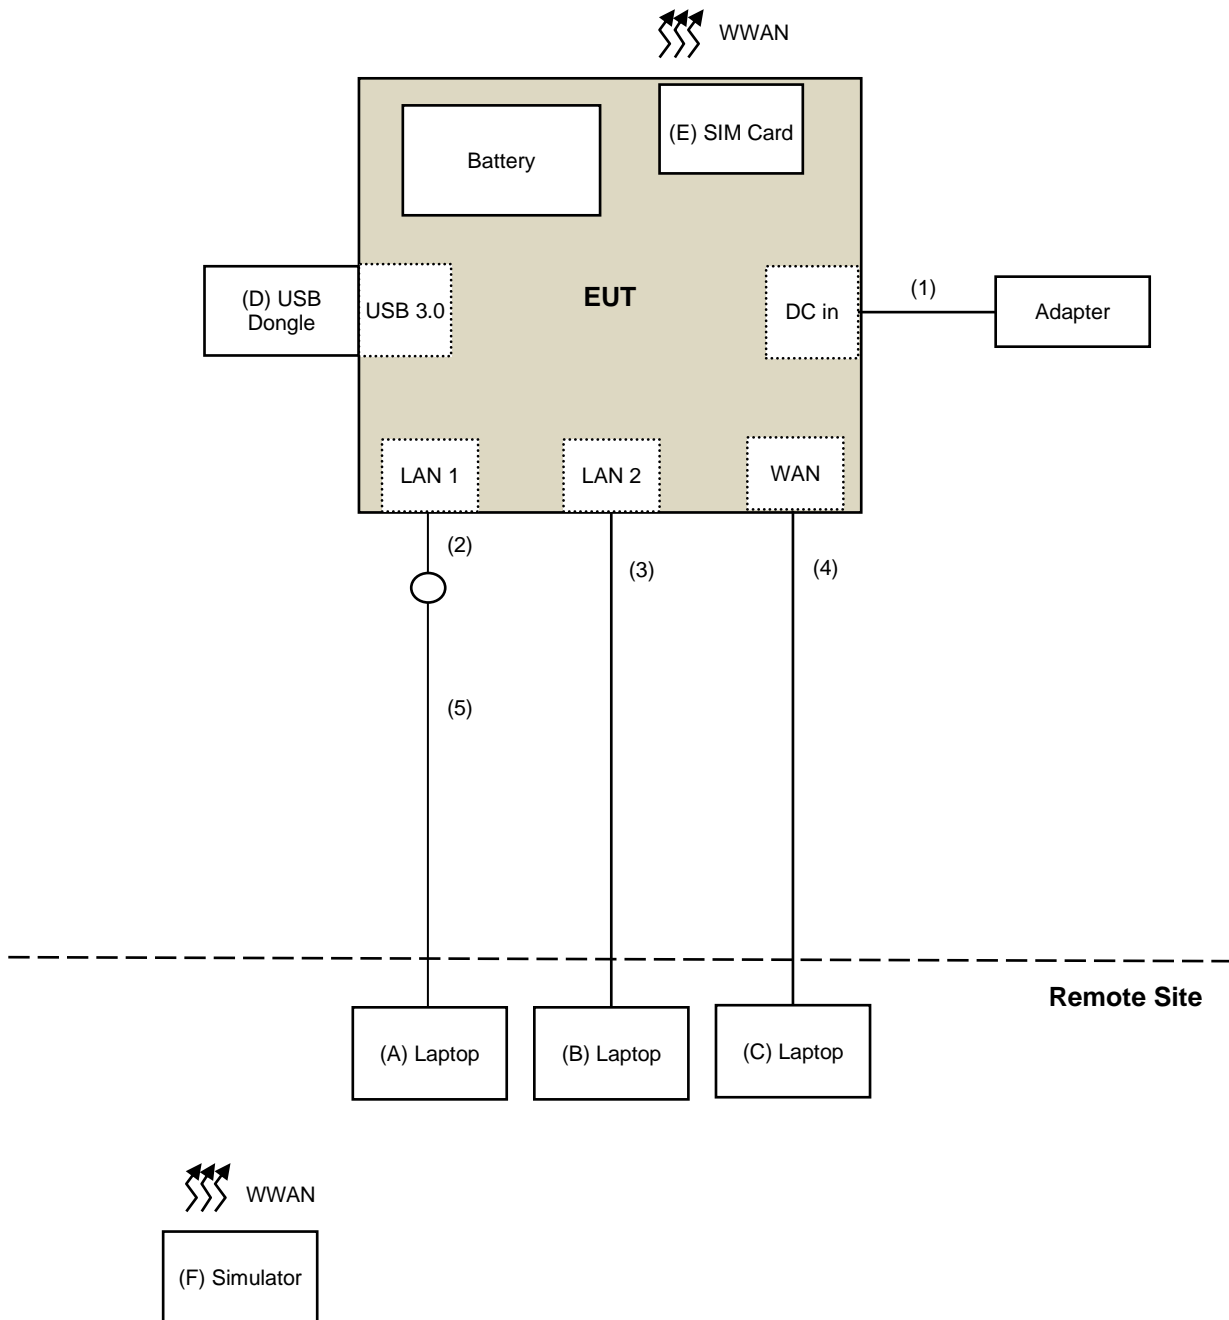 WWAN
(E) SIM Card
Battery
(D) USB
Dongle
USB 3.0
EUT
DC in
(1)
Adapter
LAN 1
LAN 2
WAN
(2)
(3)
(4)
(5)
Remote Site
(A) Laptop
(B) Laptop
(C) Laptop
WWAN
(F) Simulator